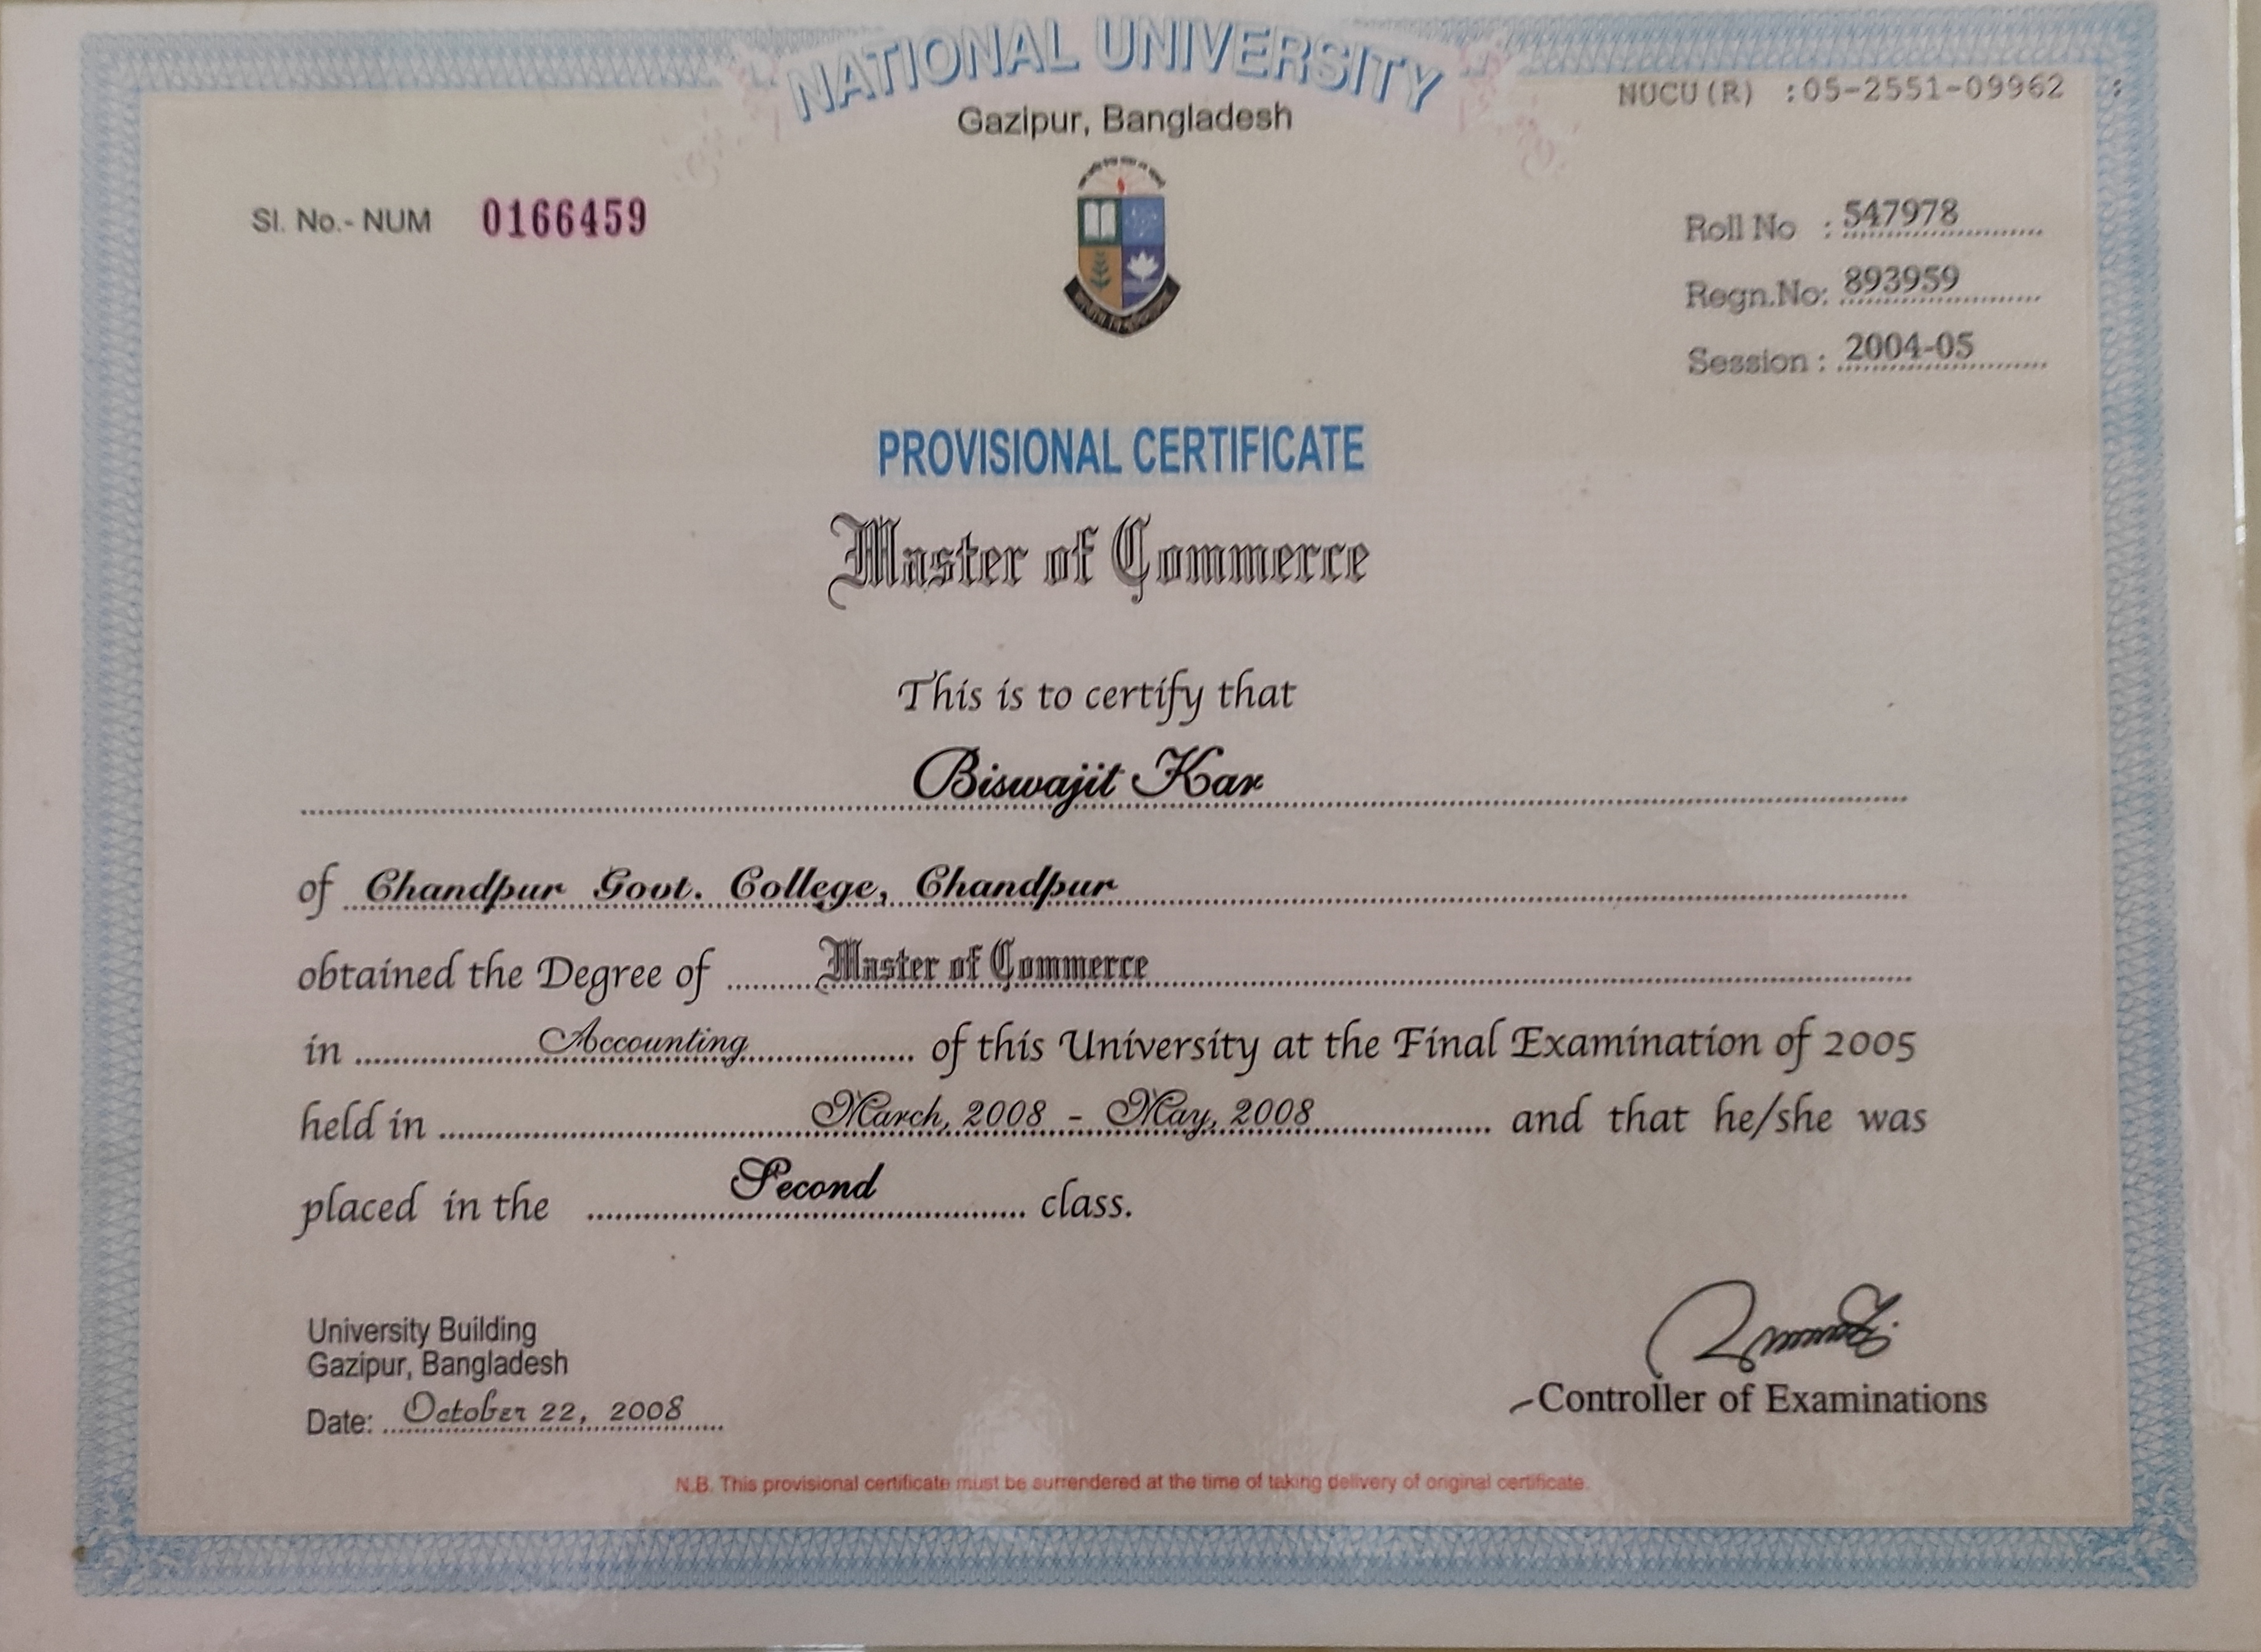 NATIONAL UNIVERSITY
NUCU(R) :05-2551-09962 :
Gazipur, Bangladesh
Sl. No.- NUM 0166459
Roll No : 547978
Regn.No: 893959
Session : 2004-05
PROVISIONAL CERTIFICATE
Master of Commerce
This is to certify that
Biswajit Kar
of Chandpur Govt. College, Chandpur
obtained the Degree of Master of Commerce
in Accounting of this University at the Final Examination of 2005
held in March, 2008 - May, 2008 and that he/she was
placed in the Second class.
University Building
Gazipur, Bangladesh
Date: October 22, 2008
Controller of Examinations
N.B. This provisional certificate must be surrendered at the time of taking delivery of original certificate.